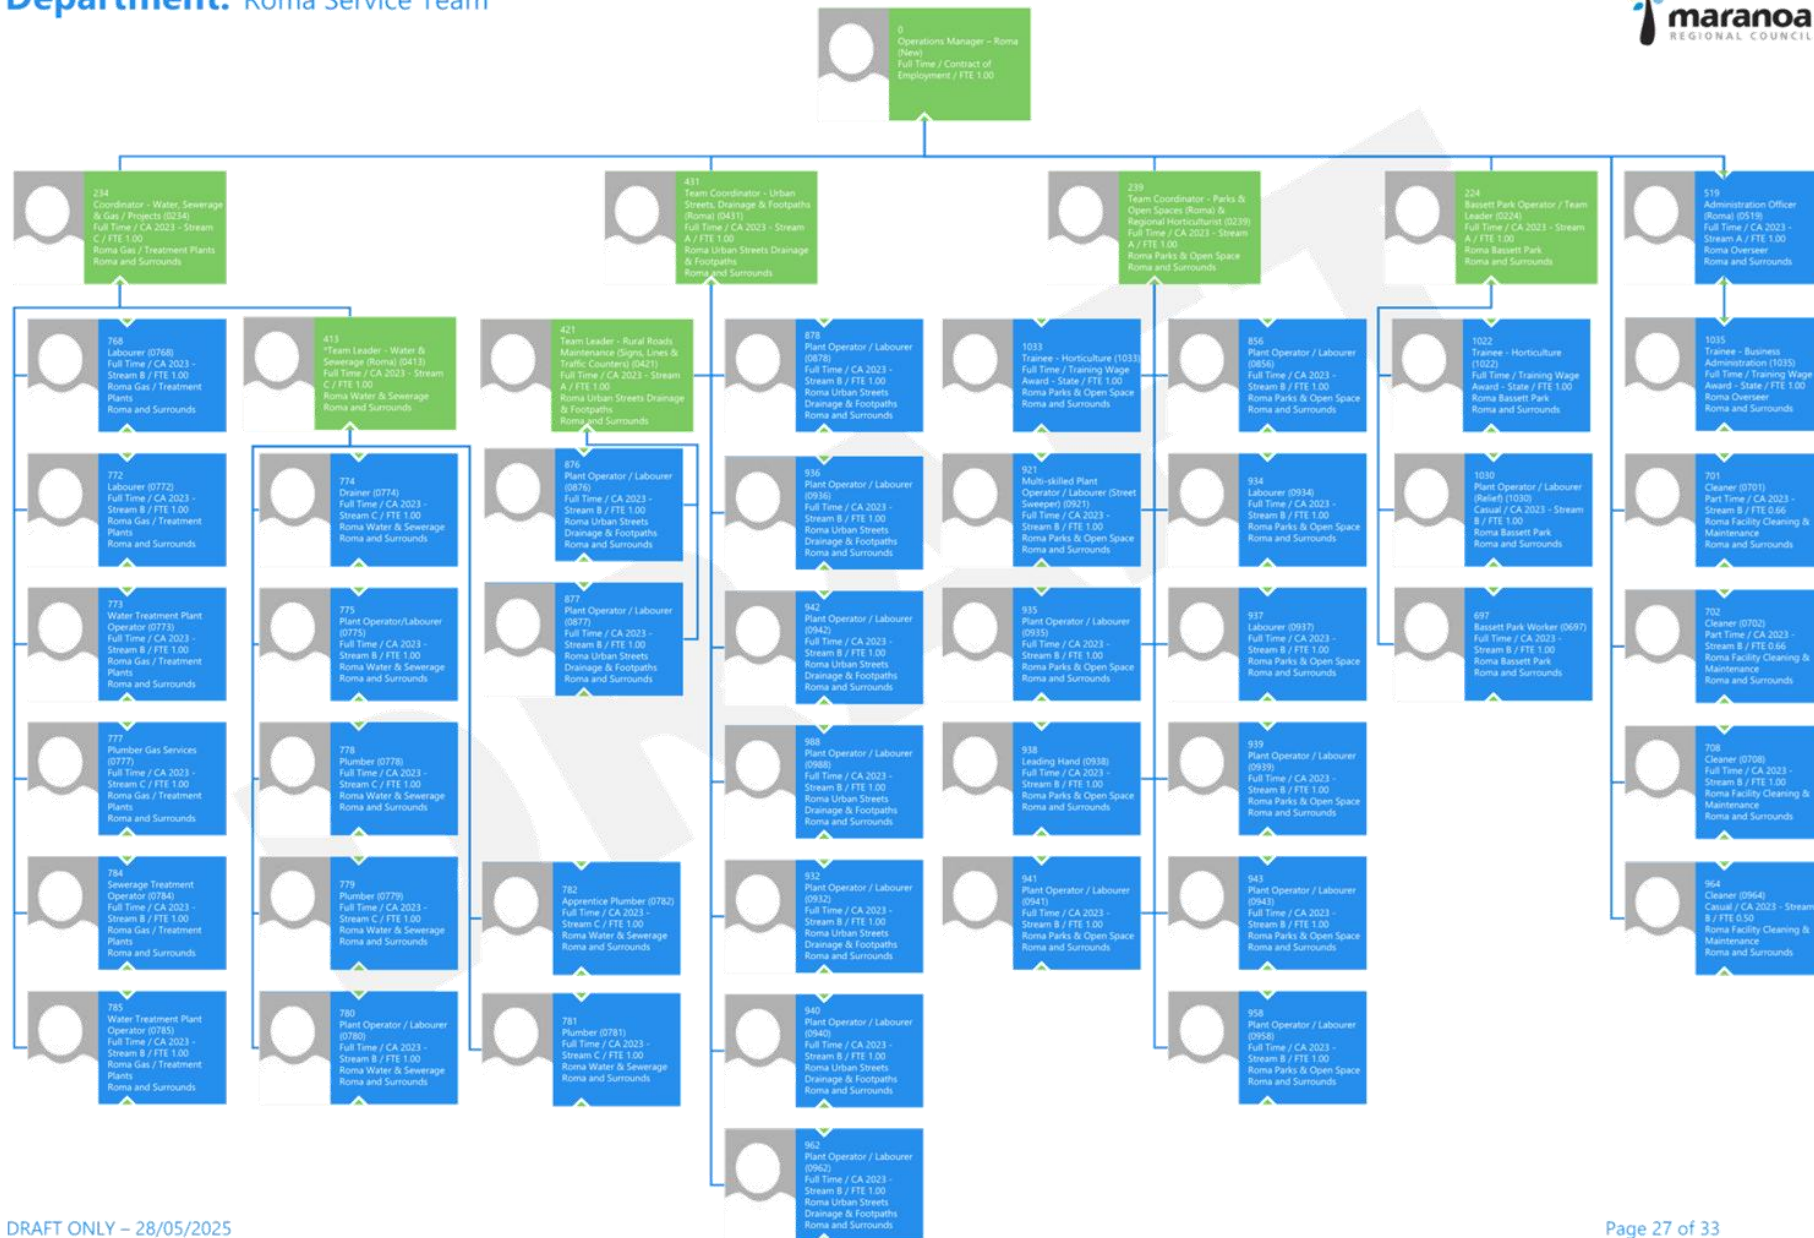 Department: Roma Service Team
maranoa
REGIONAL COUNCIL
0
Operations Manager – Roma
(New)
Full Time / Contract of
Employment / FTE 1.00
234
Coordinator - Water, Sewerage
& Gas / Projects (0234)
Full Time / CA 2023 - Stream
C / FTE 1.00
Roma Gas / Treatment Plants
Roma and Surrounds
431
Team Coordinator - Urban
Streets, Drainage & Footpaths
(Roma) (0431)
Full Time / CA 2023 - Stream
A / FTE 1.00
Roma Urban Streets Drainage
& Footpaths
Roma and Surrounds
239
Team Coordinator - Parks &
Open Spaces (Roma) &
Regional Horticulturist (0239)
Full Time / CA 2023 - Stream
A / FTE 1.00
Roma Parks & Open Space
Roma and Surrounds
224
Bassett Park Operator / Team
Leader (0224)
Full Time / CA 2023 - Stream
A / FTE 1.00
Roma Bassett Park
Roma and Surrounds
519
Administration Officer
(Roma) (0519)
Full Time / CA 2023 -
Stream A / FTE 1.00
Roma Overseer
Roma and Surrounds
768
Labourer (0768)
Full Time / CA 2023 -
Stream B / FTE 1.00
Roma Gas / Treatment
Plants
Roma and Surrounds
413
*Team Leader - Water &
Sewerage (Roma) (0413)
Full Time / CA 2023 - Stream
C / FTE 1.00
Roma Water & Sewerage
Roma and Surrounds
421
Team Leader - Rural Roads
Maintenance (Signs, Lines &
Traffic Counters) (0421)
Full Time / CA 2023 - Stream
A / FTE 1.00
Roma Urban Streets Drainage
& Footpaths
Roma and Surrounds
878
Plant Operator / Labourer
(0878)
Full Time / CA 2023 -
Stream B / FTE 1.00
Roma Urban Streets
Drainage & Footpaths
Roma and Surrounds
1033
Trainee - Horticulture (1033)
Full Time / Training Wage
Award - State / FTE 1.00
Roma Parks & Open Space
Roma and Surrounds
856
Plant Operator / Labourer
(0856)
Full Time / CA 2023 -
Stream B / FTE 1.00
Roma Parks & Open Space
Roma and Surrounds
1022
Trainee - Horticulture
(1022)
Full Time / Training Wage
Award - State / FTE 1.00
Roma Bassett Park
Roma and Surrounds
1035
Trainee - Business
Administration (1035)
Full Time / Training Wage
Award - State / FTE 1.00
Roma Overseer
Roma and Surrounds
772
Labourer (0772)
Full Time / CA 2023 -
Stream B / FTE 1.00
Roma Gas / Treatment
Plants
Roma and Surrounds
774
Drainer (0774)
Full Time / CA 2023 -
Stream C / FTE 1.00
Roma Water & Sewerage
Roma and Surrounds
876
Plant Operator / Labourer
(0876)
Full Time / CA 2023 -
Stream B / FTE 1.00
Roma Urban Streets
Drainage & Footpaths
Roma and Surrounds
936
Plant Operator / Labourer
(0936)
Full Time / CA 2023 -
Stream B / FTE 1.00
Roma Urban Streets
Drainage & Footpaths
Roma and Surrounds
921
Multi-skilled Plant
Operator / Labourer (Street
Sweeper) (0921)
Full Time / CA 2023 -
Stream B / FTE 1.00
Roma Parks & Open Space
Roma and Surrounds
934
Labourer (0934)
Full Time / CA 2023 -
Stream B / FTE 1.00
Roma Parks & Open Space
Roma and Surrounds
1030
Plant Operator / Labourer
(Relief) (1030)
Casual / CA 2023 - Stream
B / FTE 1.00
Roma Bassett Park
Roma and Surrounds
701
Cleaner (0701)
Part Time / CA 2023 -
Stream B / FTE 0.66
Roma Facility Cleaning &
Maintenance
Roma and Surrounds
773
Water Treatment Plant
Operator (0773)
Full Time / CA 2023 -
Stream B / FTE 1.00
Roma Gas / Treatment
Plants
Roma and Surrounds
775
Plant Operator/Labourer
(0775)
Full Time / CA 2023 -
Stream B / FTE 1.00
Roma Water & Sewerage
Roma and Surrounds
877
Plant Operator / Labourer
(0877)
Full Time / CA 2023 -
Stream B / FTE 1.00
Roma Urban Streets
Drainage & Footpaths
Roma and Surrounds
942
Plant Operator / Labourer
(0942)
Full Time / CA 2023 -
Stream B / FTE 1.00
Roma Urban Streets
Drainage & Footpaths
Roma and Surrounds
935
Plant Operator / Labourer
(0935)
Full Time / CA 2023 -
Stream B / FTE 1.00
Roma Parks & Open Space
Roma and Surrounds
937
Labourer (0937)
Full Time / CA 2023 -
Stream B / FTE 1.00
Roma Parks & Open Space
Roma and Surrounds
697
Bassett Park Worker (0697)
Full Time / CA 2023 -
Stream B / FTE 1.00
Roma Bassett Park
Roma and Surrounds
702
Cleaner (0702)
Part Time / CA 2023 -
Stream B / FTE 0.66
Roma Facility Cleaning &
Maintenance
Roma and Surrounds
777
Plumber Gas Services
(0777)
Full Time / CA 2023 -
Stream C / FTE 1.00
Roma Gas / Treatment
Plants
Roma and Surrounds
778
Plumber (0778)
Full Time / CA 2023 -
Stream C / FTE 1.00
Roma Water & Sewerage
Roma and Surrounds
988
Plant Operator / Labourer
(0988)
Full Time / CA 2023 -
Stream B / FTE 1.00
Roma Urban Streets
Drainage & Footpaths
Roma and Surrounds
938
Leading Hand (0938)
Full Time / CA 2023 -
Stream B / FTE 1.00
Roma Parks & Open Space
Roma and Surrounds
939
Plant Operator / Labourer
(0939)
Full Time / CA 2023 -
Stream B / FTE 1.00
Roma Parks & Open Space
Roma and Surrounds
708
Cleaner (0708)
Full Time / CA 2023 -
Stream B / FTE 1.00
Roma Facility Cleaning &
Maintenance
Roma and Surrounds
784
Sewerage Treatment
Operator (0784)
Full Time / CA 2023 -
Stream B / FTE 1.00
Roma Gas / Treatment
Plants
Roma and Surrounds
779
Plumber (0779)
Full Time / CA 2023 -
Stream C / FTE 1.00
Roma Water & Sewerage
Roma and Surrounds
782
Apprentice Plumber (0782)
Full Time / CA 2023 -
Stream C / FTE 1.00
Roma Water & Sewerage
Roma and Surrounds
932
Plant Operator / Labourer
(0932)
Full Time / CA 2023 -
Stream B / FTE 1.00
Roma Urban Streets
Drainage & Footpaths
Roma and Surrounds
941
Plant Operator / Labourer
(0941)
Full Time / CA 2023 -
Stream B / FTE 1.00
Roma Parks & Open Space
Roma and Surrounds
943
Plant Operator / Labourer
(0943)
Full Time / CA 2023 -
Stream B / FTE 1.00
Roma Parks & Open Space
Roma and Surrounds
964
Cleaner (0964)
Casual / CA 2023 - Stream
B / FTE 0.50
Roma Facility Cleaning &
Maintenance
Roma and Surrounds
785
Water Treatment Plant
Operator (0785)
Full Time / CA 2023 -
Stream B / FTE 1.00
Roma Gas / Treatment
Plants
Roma and Surrounds
780
Plant Operator / Labourer
(0780)
Full Time / CA 2023 -
Stream B / FTE 1.00
Roma Water & Sewerage
Roma and Surrounds
781
Plumber (0781)
Full Time / CA 2023 -
Stream C / FTE 1.00
Roma Water & Sewerage
Roma and Surrounds
940
Plant Operator / Labourer
(0940)
Full Time / CA 2023 -
Stream B / FTE 1.00
Roma Urban Streets
Drainage & Footpaths
Roma and Surrounds
958
Plant Operator / Labourer
(0958)
Full Time / CA 2023 -
Stream B / FTE 1.00
Roma Parks & Open Space
Roma and Surrounds
962
Plant Operator / Labourer
(0962)
Full Time / CA 2023 -
Stream B / FTE 1.00
Roma Urban Streets
Drainage & Footpaths
Roma and Surrounds
DRAFT
DRAFT ONLY – 28/05/2025
Page 27 of 33